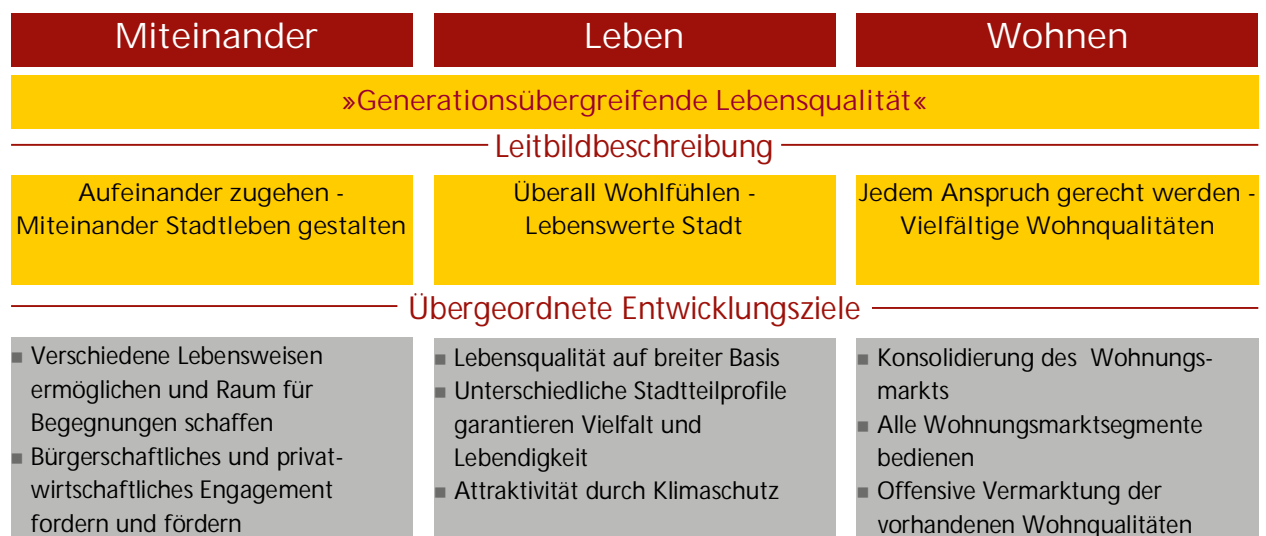 Miteinander
Leben
Wohnen
»Generationsübergreifende Lebensqualität«
Leitbildbeschreibung
Aufeinander zugehen -
Miteinander Stadtleben gestalten
Überall Wohlfühlen -
Lebenswerte Stadt
Jedem Anspruch gerecht werden -
Vielfältige Wohnqualitäten
Übergeordnete Entwicklungsziele
■ Verschiedene Lebensweisen
ermöglichen und Raum für
Begegnungen schaffen
■ Bürgerschaftliches und privat-
wirtschaftliches Engagement
fordern und fördern
■ Lebensqualität auf breiter Basis
■ Unterschiedliche Stadtteilprofile
garantieren Vielfalt und
Lebendigkeit
■ Attraktivität durch Klimaschutz
■ Konsolidierung des Wohnungs-
markts
■ Alle Wohnungsmarktsegmente
bedienen
■ Offensive Vermarktung der
vorhandenen Wohnqualitäten